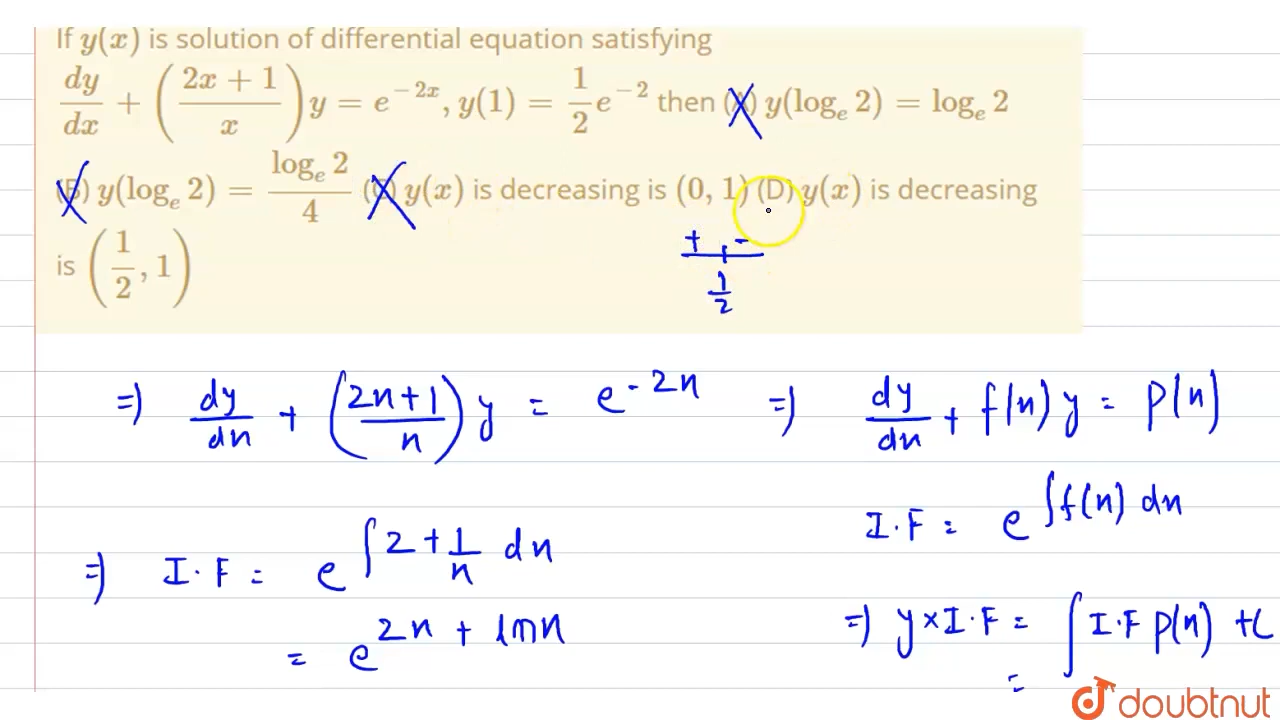 If y(x) is solution of differential equation satisfying
dy/dx + ((2x + 1)/x) y = e^(−2x), y(1) = 1/2 e^(−2) then (A) y(log_e 2) = log_e 2
(B) y(log_e 2) = (log_e 2)/4 (C) y(x) is decreasing is (0, 1) (D) y(x) is decreasing
is (1/2, 1)
+ -
1/2
=) dy/dn + ((2n+1)/n) y = e^(-2n) =) dy/dn + f(n) y = P(n)
I.F = e^(∫f(n) dn)
=) I.F = e^(∫2 + 1/n dn)
= e^(2n + lnn)
=) y×I.F = ∫I.F P(n) + C
=
doubtnut